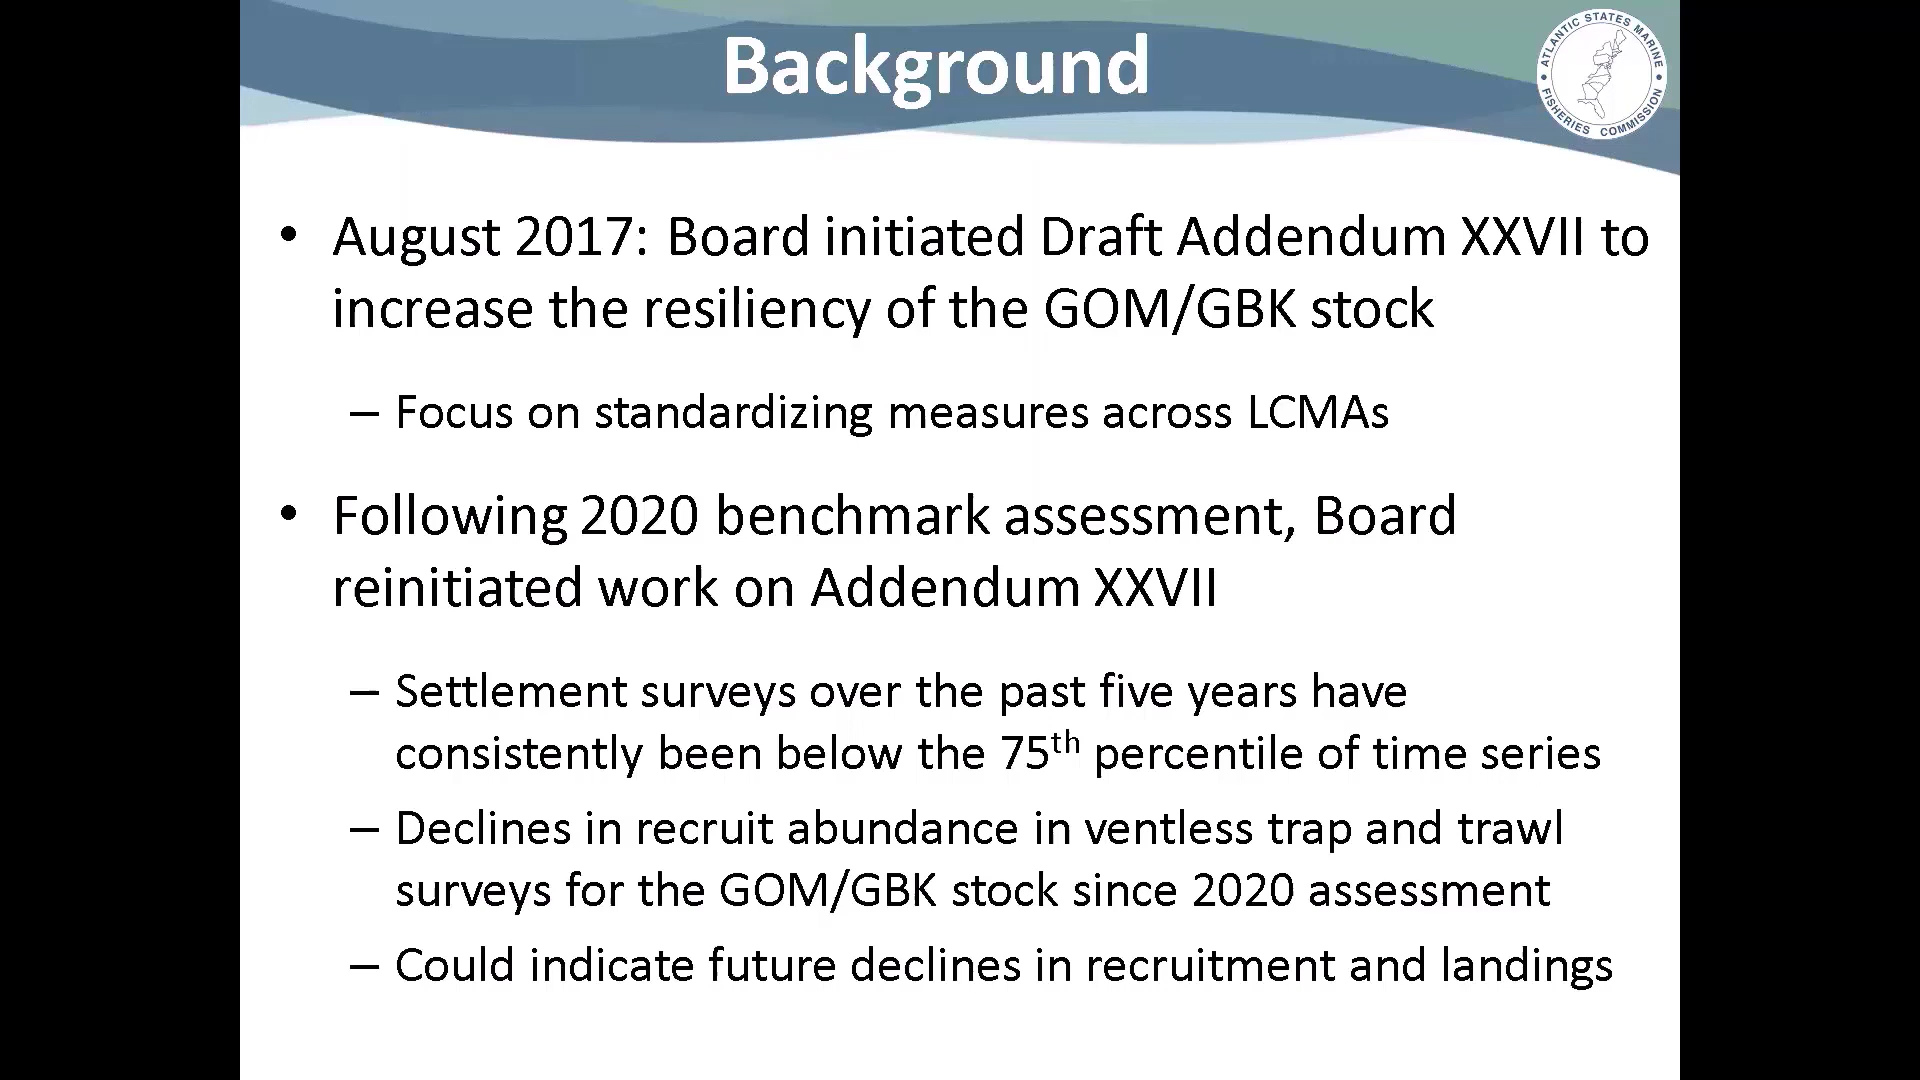 Background
ATLANTIC STATES MARINE
FISHERIES COMMISSION
• August 2017: Board initiated Draft Addendum XXVII to
increase the resiliency of the GOM/GBK stock
– Focus on standardizing measures across LCMAs
• Following 2020 benchmark assessment, Board
reinitiated work on Addendum XXVII
– Settlement surveys over the past five years have
consistently been below the 75th percentile of time series
– Declines in recruit abundance in ventless trap and trawl
surveys for the GOM/GBK stock since 2020 assessment
– Could indicate future declines in recruitment and landings